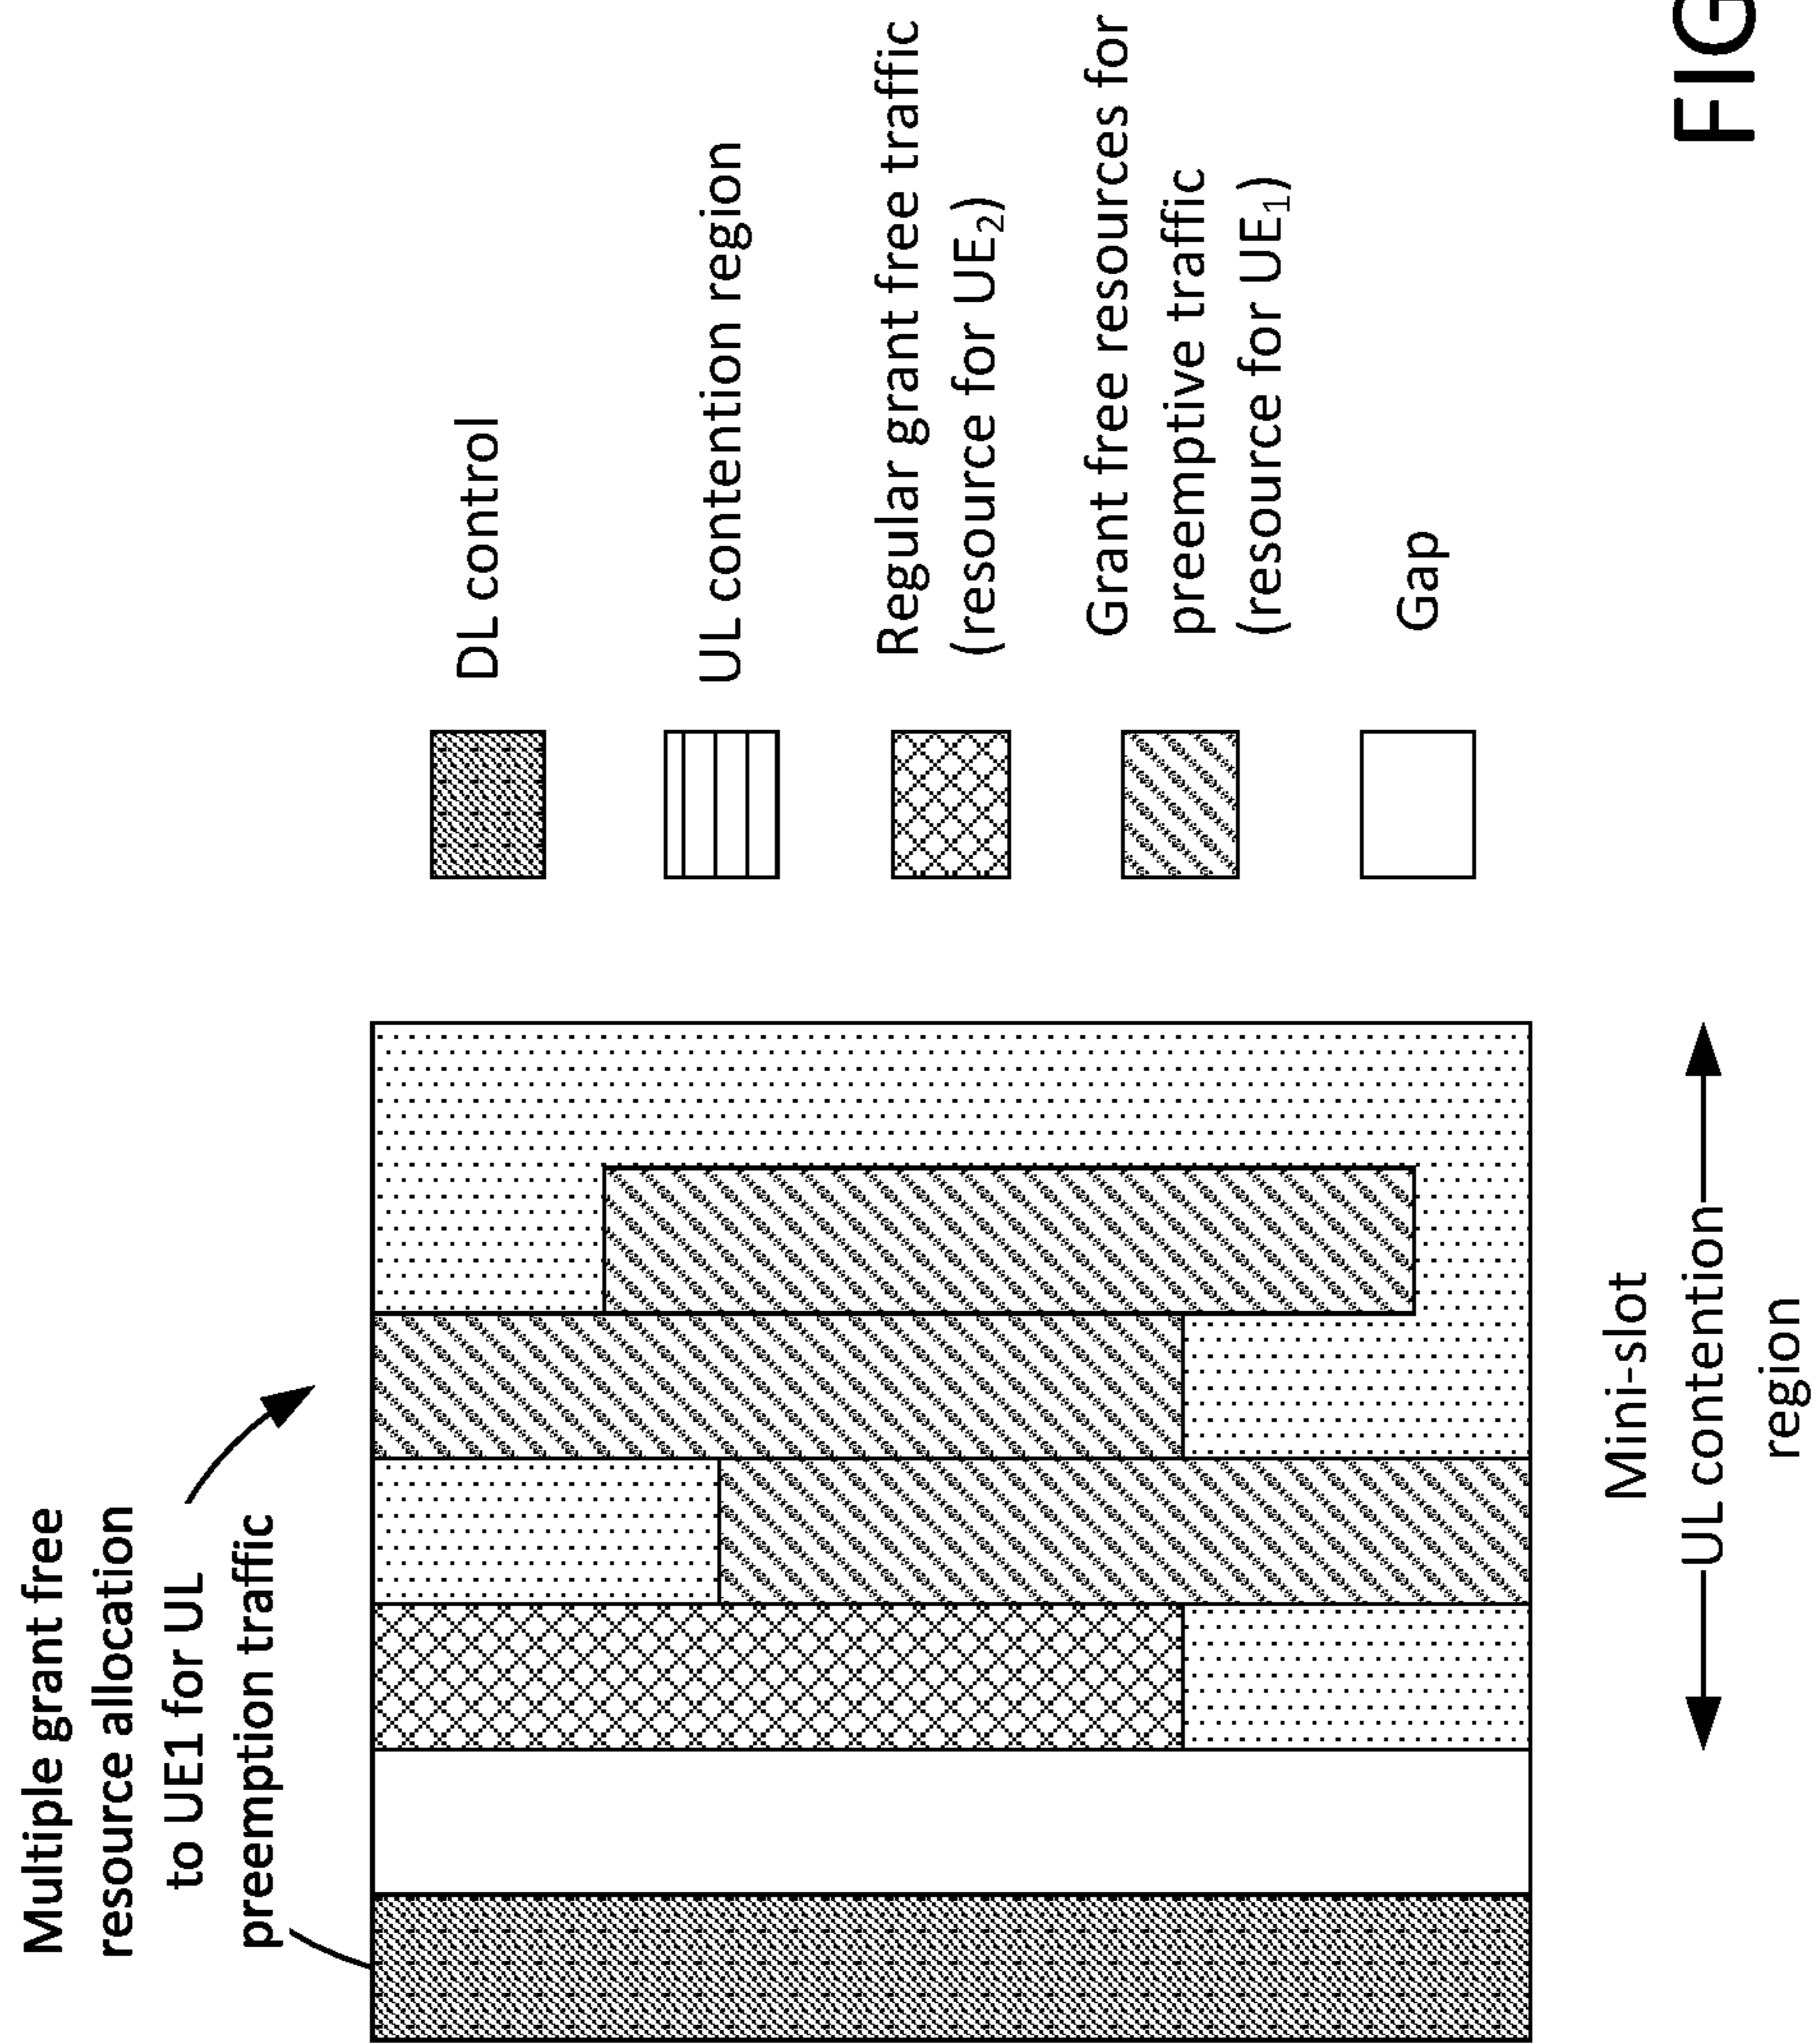 Multiple grant free
resource allocation
to UE1 for UL
preemption traffic
DL control
UL contention region
Regular grant free traffic
(resource for UE₂)
Grant free resources for
preemptive traffic
(resource for UE₁)
Gap
Mini-slot
UL contention
region
FIG